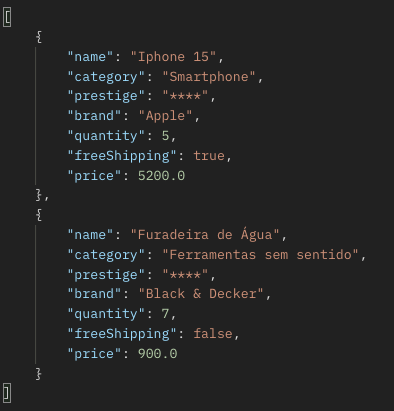 [
{
"name": "Iphone 15",
"category": "Smartphone",
"prestige": "****",
"brand": "Apple",
"quantity": 5,
"freeShipping": true,
"price": 5200.0
},
{
"name": "Furadeira de Água",
"category": "Ferramentas sem sentido",
"prestige": "****",
"brand": "Black & Decker",
"quantity": 7,
"freeShipping": false,
"price": 900.0
}
]